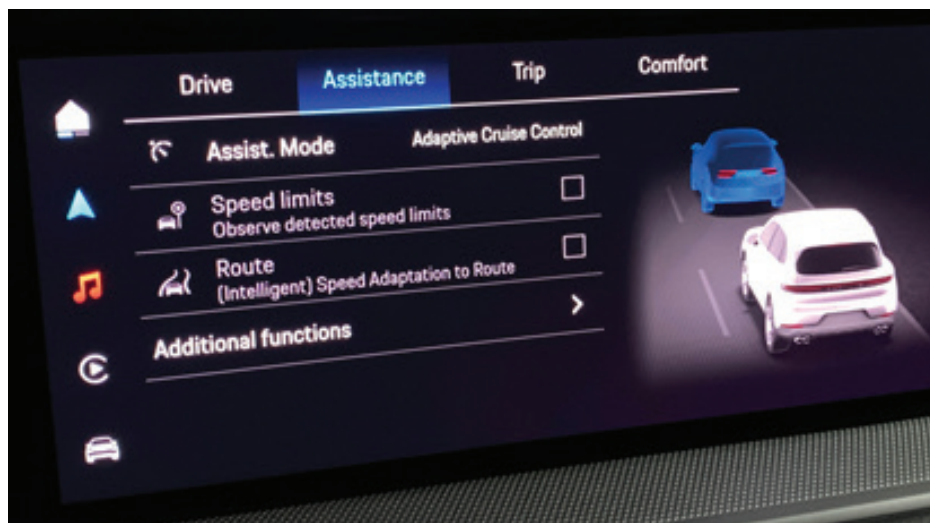 Drive Assistance Trip Comfort
Assist. Mode Adaptive Cruise Control
Speed limits
Observe detected speed limits
Route
(Intelligent) Speed Adaptation to Route
Additional functions